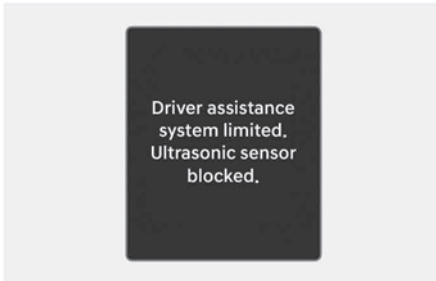 Driver assistance
system limited.
Ultrasonic sensor
blocked.